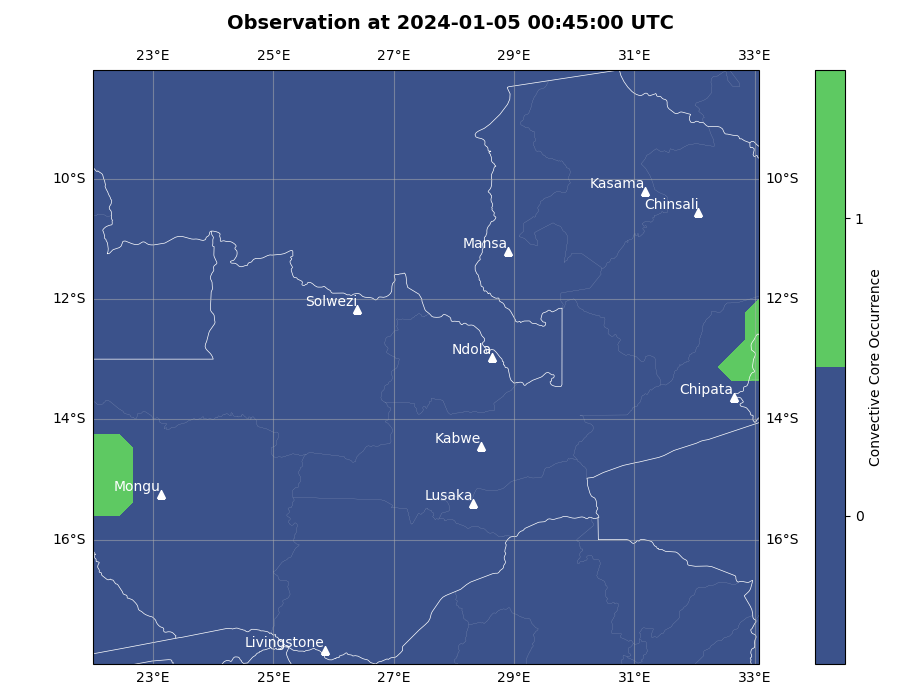 Observation at 2024-01-05 00:45:00 UTC
23°E 25°E 27°E 29°E 31°E 33°E
10°S 10°S
Kasama
Chinsali
1
Mansa
12°S 12°S
Solwezi
Ndola
Chipata
14°S 14°S
Kabwe
Mongu
Lusaka
0
16°S 16°S
Livingstone
23°E 25°E 27°E 29°E 31°E 33°E
Convective Core Occurrence